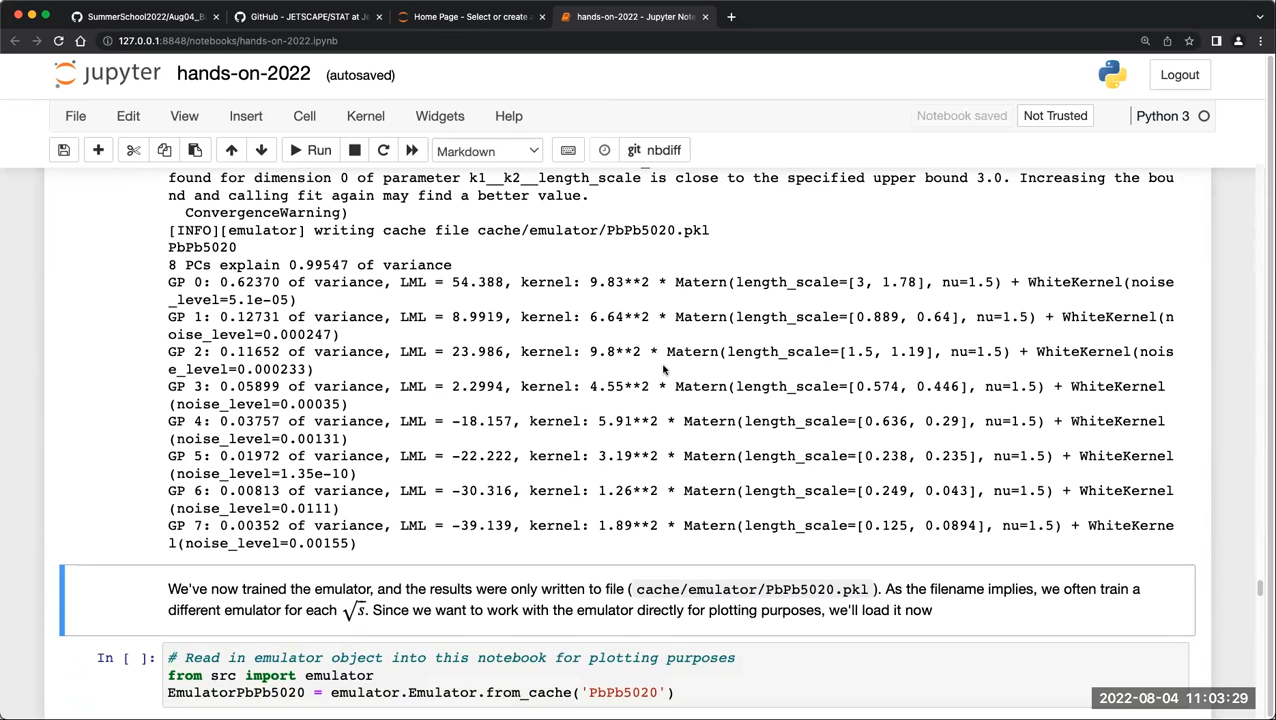 SummerSchool2022/Aug04_B
GitHub - JETSCAPE/STAT at
Home Page - Select or create
hands-on-2022 - Jupyter Note
127.0.0.1:8848/notebooks/hands-on-2022.ipynb
jupyter hands-on-2022 (autosaved)
Logout
File Edit View Insert Cell Kernel Widgets Help
Notebook saved Not Trusted Python 3
Run Markdown git nbdiff
found for dimension 0 of parameter k1__k2__length_scale is close to the specified upper bound 3.0. Increasing the bou
nd and calling fit again may find a better value.
ConvergenceWarning)
[INFO][emulator] writing cache file cache/emulator/PbPb5020.pkl
PbPb5020
8 PCs explain 0.99547 of variance
GP 0: 0.62370 of variance, LML = 54.388, kernel: 9.83**2 * Matern(length_scale=[3, 1.78], nu=1.5) + WhiteKernel(noise
_level=5.1e-05)
GP 1: 0.12731 of variance, LML = 8.9919, kernel: 6.64**2 * Matern(length_scale=[0.889, 0.64], nu=1.5) + WhiteKernel(n
oise_level=0.000247)
GP 2: 0.11652 of variance, LML = 23.986, kernel: 9.8**2 * Matern(length_scale=[1.5, 1.19], nu=1.5) + WhiteKernel(nois
e_level=0.000233)
GP 3: 0.05899 of variance, LML = 2.2994, kernel: 4.55**2 * Matern(length_scale=[0.574, 0.446], nu=1.5) + WhiteKernel
(noise_level=0.00035)
GP 4: 0.03757 of variance, LML = -18.157, kernel: 5.91**2 * Matern(length_scale=[0.636, 0.29], nu=1.5) + WhiteKernel
(noise_level=0.00131)
GP 5: 0.01972 of variance, LML = -22.222, kernel: 3.19**2 * Matern(length_scale=[0.238, 0.235], nu=1.5) + WhiteKernel
(noise_level=1.35e-10)
GP 6: 0.00813 of variance, LML = -30.316, kernel: 1.26**2 * Matern(length_scale=[0.249, 0.043], nu=1.5) + WhiteKernel
(noise_level=0.0111)
GP 7: 0.00352 of variance, LML = -39.139, kernel: 1.89**2 * Matern(length_scale=[0.125, 0.0894], nu=1.5) + WhiteKerne
l(noise_level=0.00155)
We've now trained the emulator, and the results were only written to file ( cache/emulator/PbPb5020.pkl ). As the filename implies, we often train a
different emulator for each √s. Since we want to work with the emulator directly for plotting purposes, we'll load it now
In [ ]: # Read in emulator object into this notebook for plotting purposes
from src import emulator
EmulatorPbPb5020 = emulator.Emulator.from_cache('PbPb5020')
2022-08-04 11:03:29